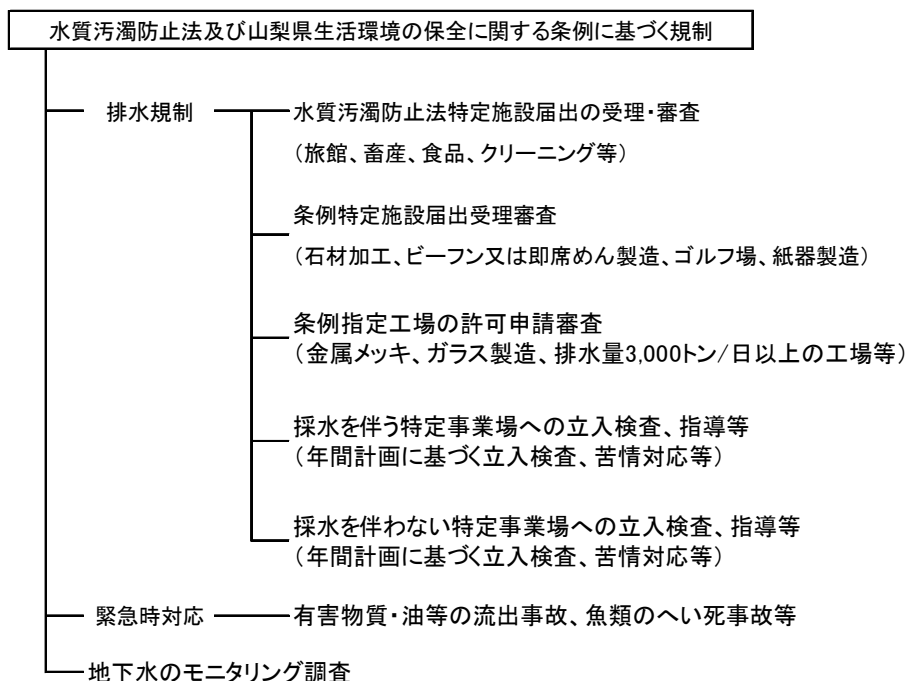 水質汚濁防止法及び山梨県生活環境の保全に関する条例に基づく規制
排水規制
水質汚濁防止法特定施設届出の受理・審査
（旅館、畜産、食品、クリーニング等）
条例特定施設届出受理審査
（石材加工、ビーフン又は即席めん製造、ゴルフ場、紙器製造）
条例指定工場の許可申請審査
（金属メッキ、ガラス製造、排水量3,000トン/日以上の工場等）
採水を伴う特定事業場への立入検査、指導等
（年間計画に基づく立入検査、苦情対応等）
採水を伴わない特定事業場への立入検査、指導等
（年間計画に基づく立入検査、苦情対応等）
緊急時対応
有害物質・油等の流出事故、魚類のへい死事故等
地下水のモニタリング調査